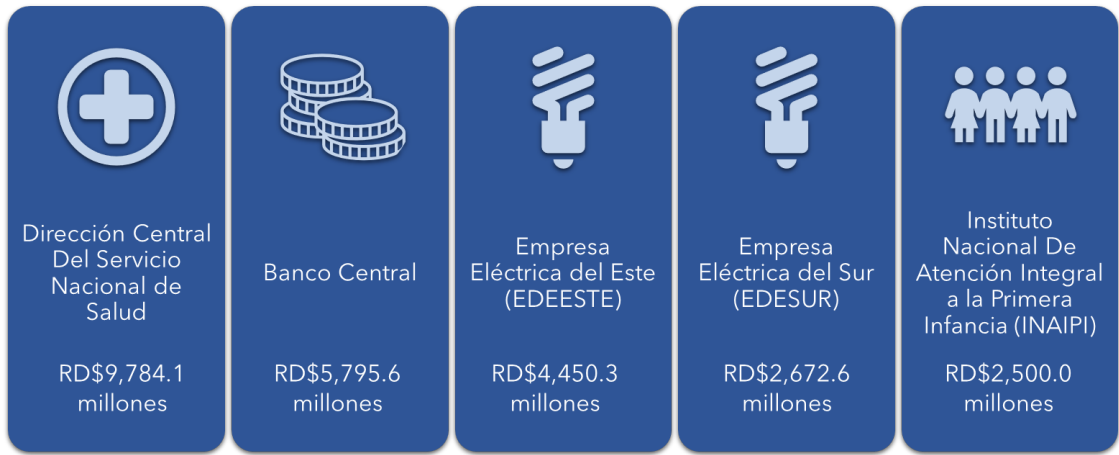 Dirección Central
Del Servicio
Nacional de
Salud
RD$9,784.1
millones
Banco Central
RD$5,795.6
millones
Empresa
Eléctrica del Este
(EDEESTE)
RD$4,450.3
millones
Empresa
Eléctrica del Sur
(EDESUR)
RD$2,672.6
millones
Instituto
Nacional De
Atención Integral
a la Primera
Infancia (INAIPI)
RD$2,500.0
millones